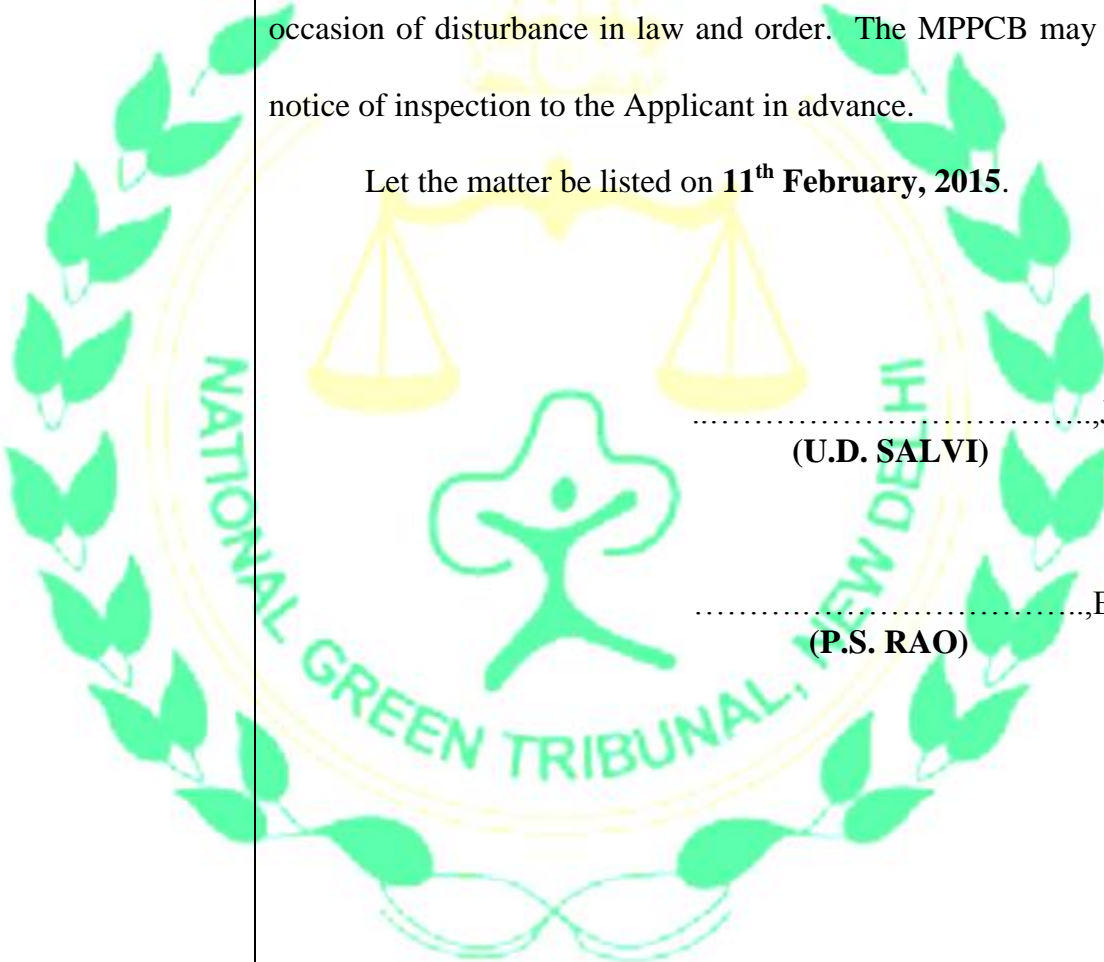 occasion of disturbance in law and order. The MPPCB may
notice of inspection to the Applicant in advance.
Let the matter be listed on 11th February, 2015.
..……………………………..,J
(U.D. SALVI)
……….……………………..,E
(P.S. RAO)
NATIONAL GREEN TRIBUNAL, NEW DELHI